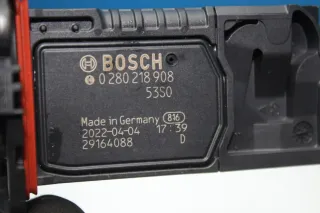 BOSCH
0 280 218 908
53S0
Made in Germany 816
2022-04-04 17:39
29164088 D